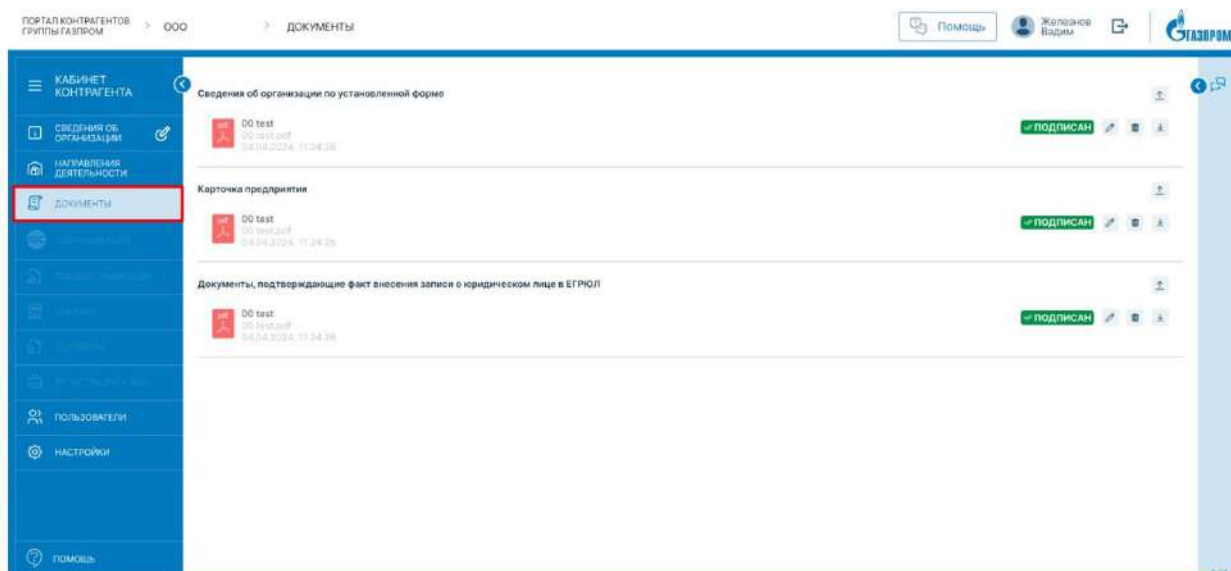 ПОРТАЛ КОНТРАГЕНТОВ
ГРУППЫ ГАЗПРОМ
> ООО > ДОКУМЕНТЫ
Помощь
Железнов
Вадим
ГАЗПРОМ
КАБИНЕТ
КОНТРАГЕНТА
СВЕДЕНИЯ ОБ
ОРГАНИЗАЦИИ
НАПРАВЛЕНИЯ
ДЕЯТЕЛЬНОСТИ
ДОКУМЕНТЫ
ПОЛЬЗОВАТЕЛИ
НАСТРОЙКИ
ПОМОЩЬ
Сведения об организации по установленной форме
pdf
00 test
00 test.pdf
04.04.2024, 11:24:26
ПОДПИСАН
Карточка предприятия
pdf
00 test
00 test.pdf
04.04.2024, 11:24:26
ПОДПИСАН
Документы, подтверждающие факт внесения записи о юридическом лице в ЕГРЮЛ
pdf
00 test
00 test.pdf
04.04.2024, 11:24:26
ПОДПИСАН